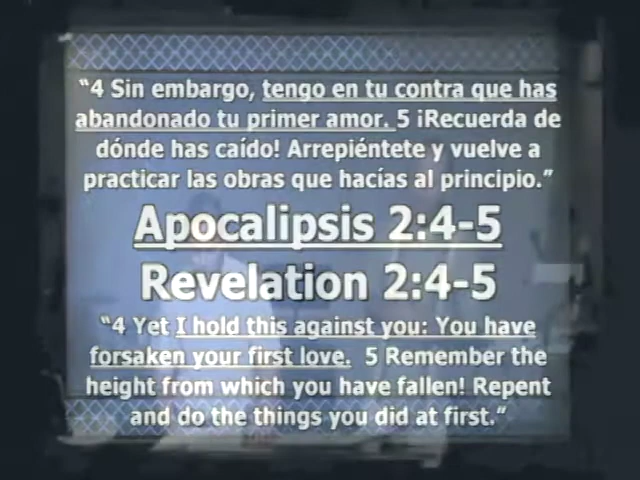 “4 Sin embargo, tengo en tu contra que has
abandonado tu primer amor. 5 ¡Recuerda de
dónde has caído! Arrepiéntete y vuelve a
practicar las obras que hacías al principio.”
Apocalipsis 2:4-5
Revelation 2:4-5
“4 Yet I hold this against you: You have
forsaken your first love. 5 Remember the
height from which you have fallen! Repent
and do the things you did at first.”